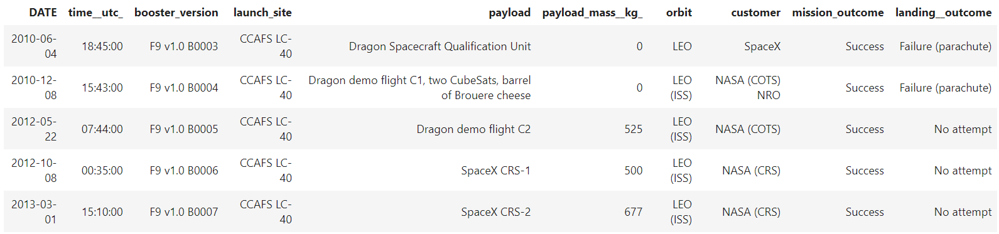 DATE time__utc_ booster_version launch_site payload payload_mass__kg_ orbit customer mission_outcome landing__outcome
2010-06-
04 18:45:00 F9 v1.0 B0003 CCAFS LC-
40 Dragon Spacecraft Qualification Unit 0 LEO SpaceX Success Failure (parachute)
2010-12-
08 15:43:00 F9 v1.0 B0004 CCAFS LC-
40 Dragon demo flight C1, two CubeSats, barrel
of Brouere cheese 0 LEO
(ISS) NASA (COTS)
NRO Success Failure (parachute)
2012-05-
22 07:44:00 F9 v1.0 B0005 CCAFS LC-
40 Dragon demo flight C2 525 LEO
(ISS) NASA (COTS) Success No attempt
2012-10-
08 00:35:00 F9 v1.0 B0006 CCAFS LC-
40 SpaceX CRS-1 500 LEO
(ISS) NASA (CRS) Success No attempt
2013-03-
01 15:10:00 F9 v1.0 B0007 CCAFS LC-
40 SpaceX CRS-2 677 LEO
(ISS) NASA (CRS) Success No attempt